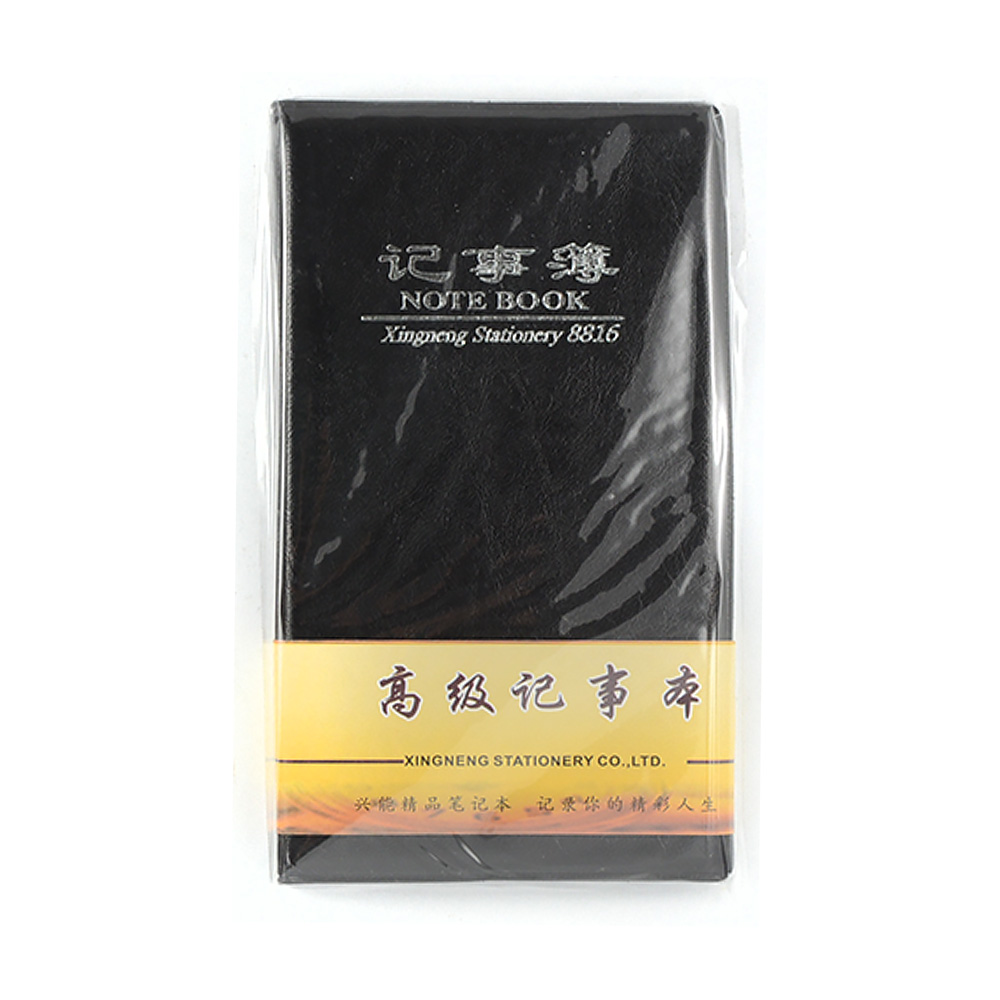 记事簿
NOTE BOOK
Xingneng Stationery 8816
高级记事本
XINGNENG STATIONERY CO.,LTD.
兴能精品笔记本 记录你的精彩人生